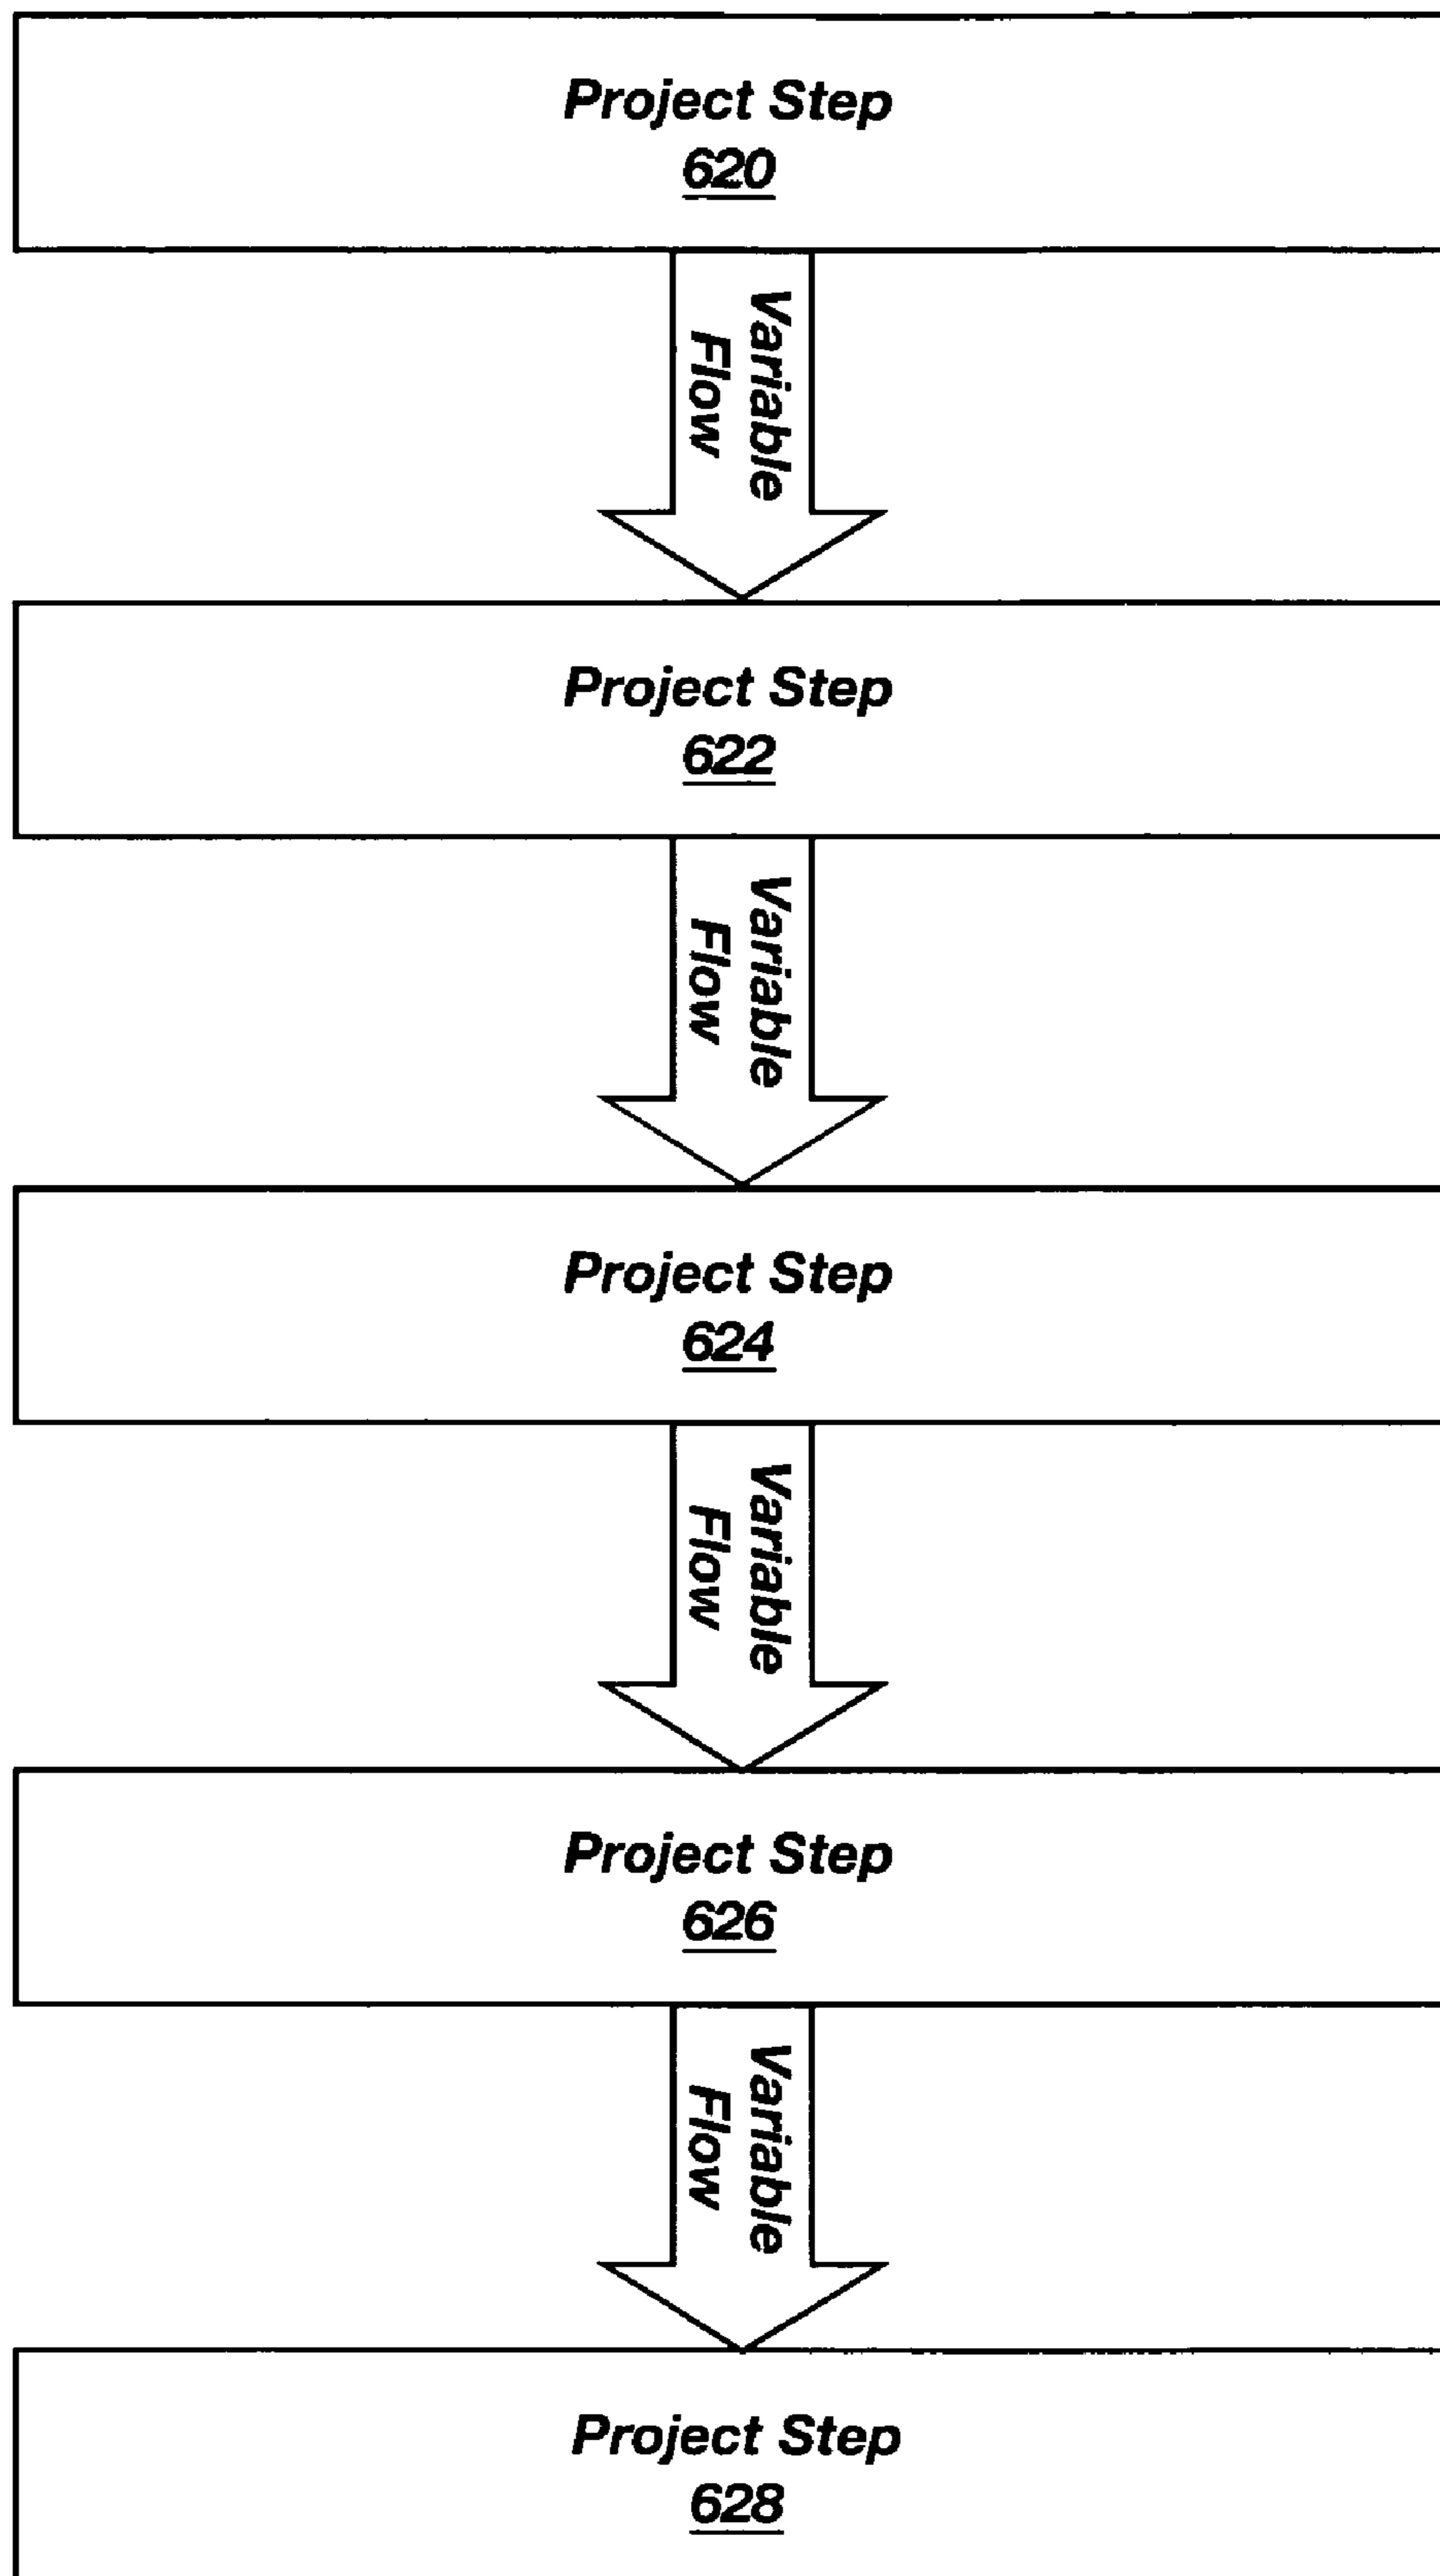 Project Step
620
Variable
Flow
Project Step
622
Variable
Flow
Project Step
624
Variable
Flow
Project Step
626
Variable
Flow
Project Step
628